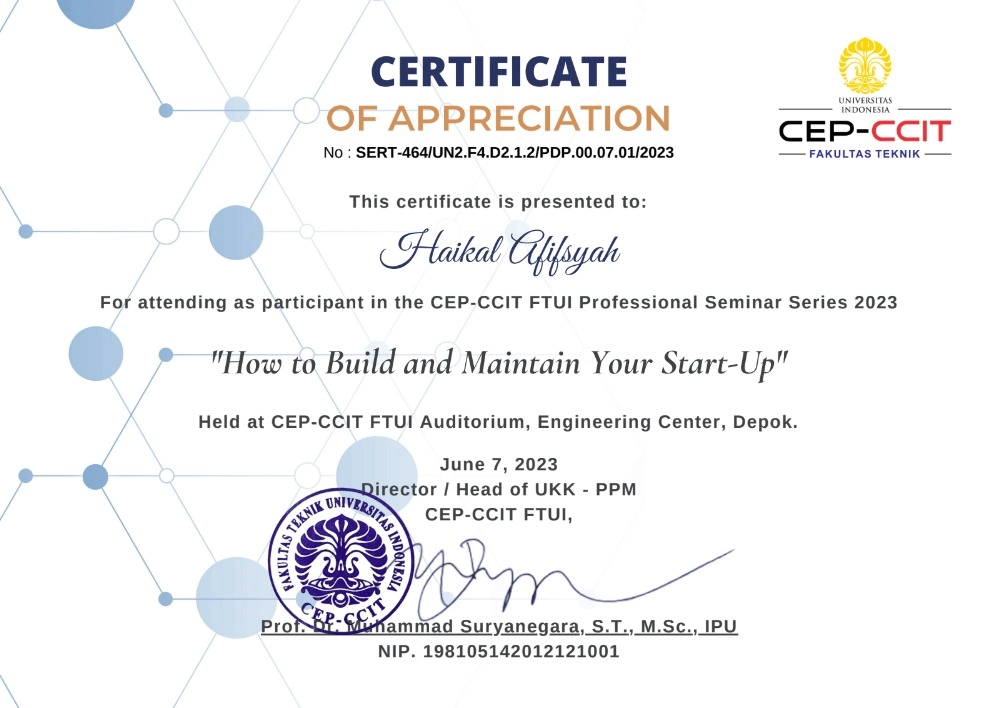 CERTIFICATE
OF APPRECIATION
No : SERT-464/UN2.F4.D2.1.2/PDP.00.07.01/2023
UNIVERSITAS
INDONESIA
CEP-CCIT
FAKULTAS TEKNIK
This certificate is presented to:
Haikal Afifsyah
For attending as participant in the CEP-CCIT FTUI Professional Seminar Series 2023
"How to Build and Maintain Your Start-Up"
Held at CEP-CCIT FTUI Auditorium, Engineering Center, Depok.
June 7, 2023
Director / Head of UKK - PPM
CEP-CCIT FTUI,
FAKULTAS TEKNIK UNIVERSITAS INDONESIA
CEP-CCIT
Prof. Dr. Muhammad Suryanegara, S.T., M.Sc., IPU
NIP. 198105142012121001